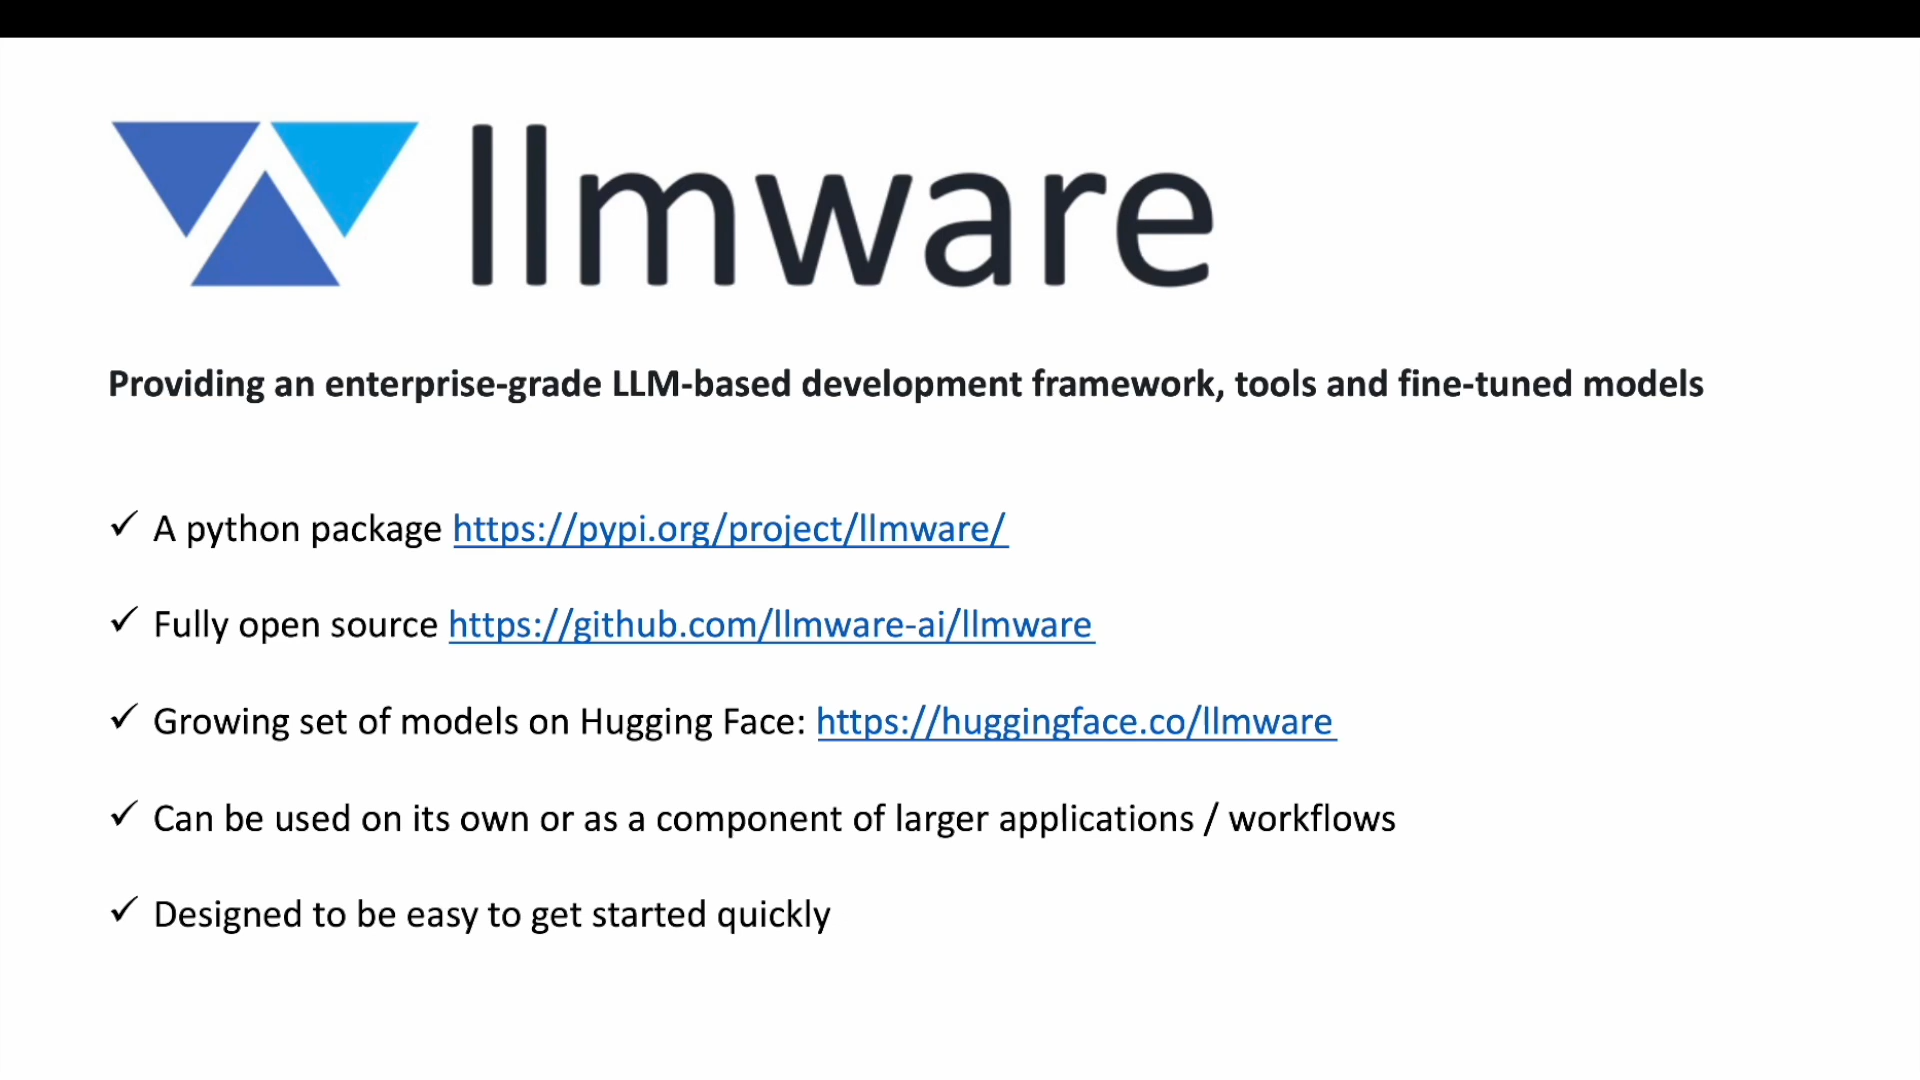 llmware
Providing an enterprise-grade LLM-based development framework, tools and fine-tuned models
✓ A python package https://pypi.org/project/llmware/
✓ Fully open source https://github.com/llmware-ai/llmware
✓ Growing set of models on Hugging Face: https://huggingface.co/llmware
✓ Can be used on its own or as a component of larger applications / workflows
✓ Designed to be easy to get started quickly